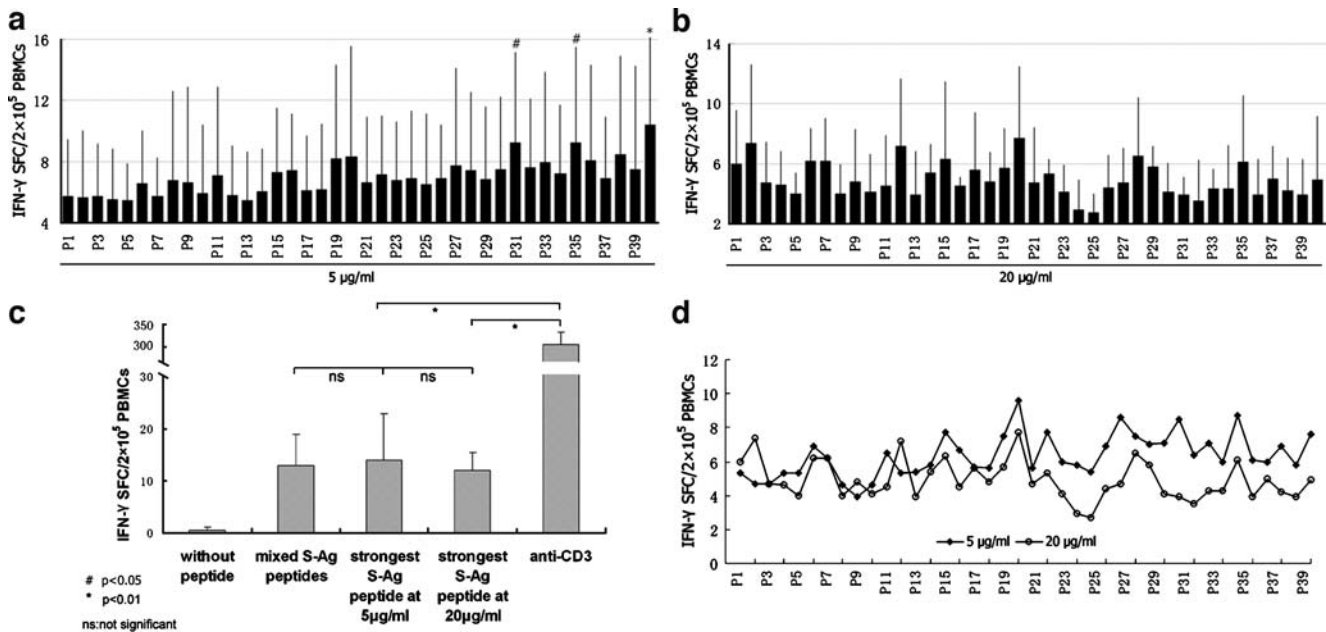 a
IFN-γ SFC/2×10⁵ PBMCs
16
12
8
4
#
#
*
P1 P3 P5 P7 P9 P11 P13 P15 P17 P19 P21 P23 P25 P27 P29 P31 P33 P35 P37 P39
5 µg/ml
b
IFN-γ SFC/2×10⁵ PBMCs
14
10
6
2
P1 P3 P5 P7 P9 P11 P13 P15 P17 P19 P21 P23 P25 P27 P29 P31 P33 P35 P37 P39
20 µg/ml
c
IFN-γ SFC/2×10⁵ PBMCs
350
300
30
20
10
0
*
*
ns
ns
without peptide
mixed S-Ag peptides
strongest S-Ag peptide at 5µg/ml
strongest S-Ag peptide at 20µg/ml
anti-CD3
# p<0.05
* p<0.01
ns:not significant
d
IFN-γ SFC/2×10⁵ PBMCs
12
10
8
6
4
2
0
5 µg/ml
20 µg/ml
P1 P3 P5 P7 P9 P11 P13 P15 P17 P19 P21 P23 P25 P27 P29 P31 P33 P35 P37 P39